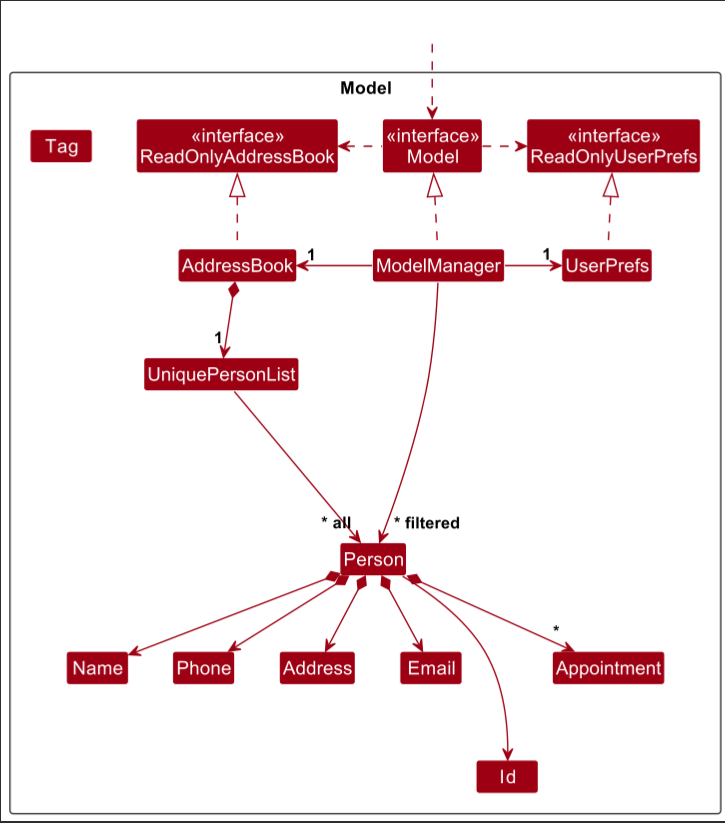 Model
Tag
«interface»
ReadOnlyAddressBook
«interface»
Model
«interface»
ReadOnlyUserPrefs
AddressBook
1
ModelManager
1
UserPrefs
1
UniquePersonList
* all
* filtered
Person
*
Name
Phone
Address
Email
Appointment
Id